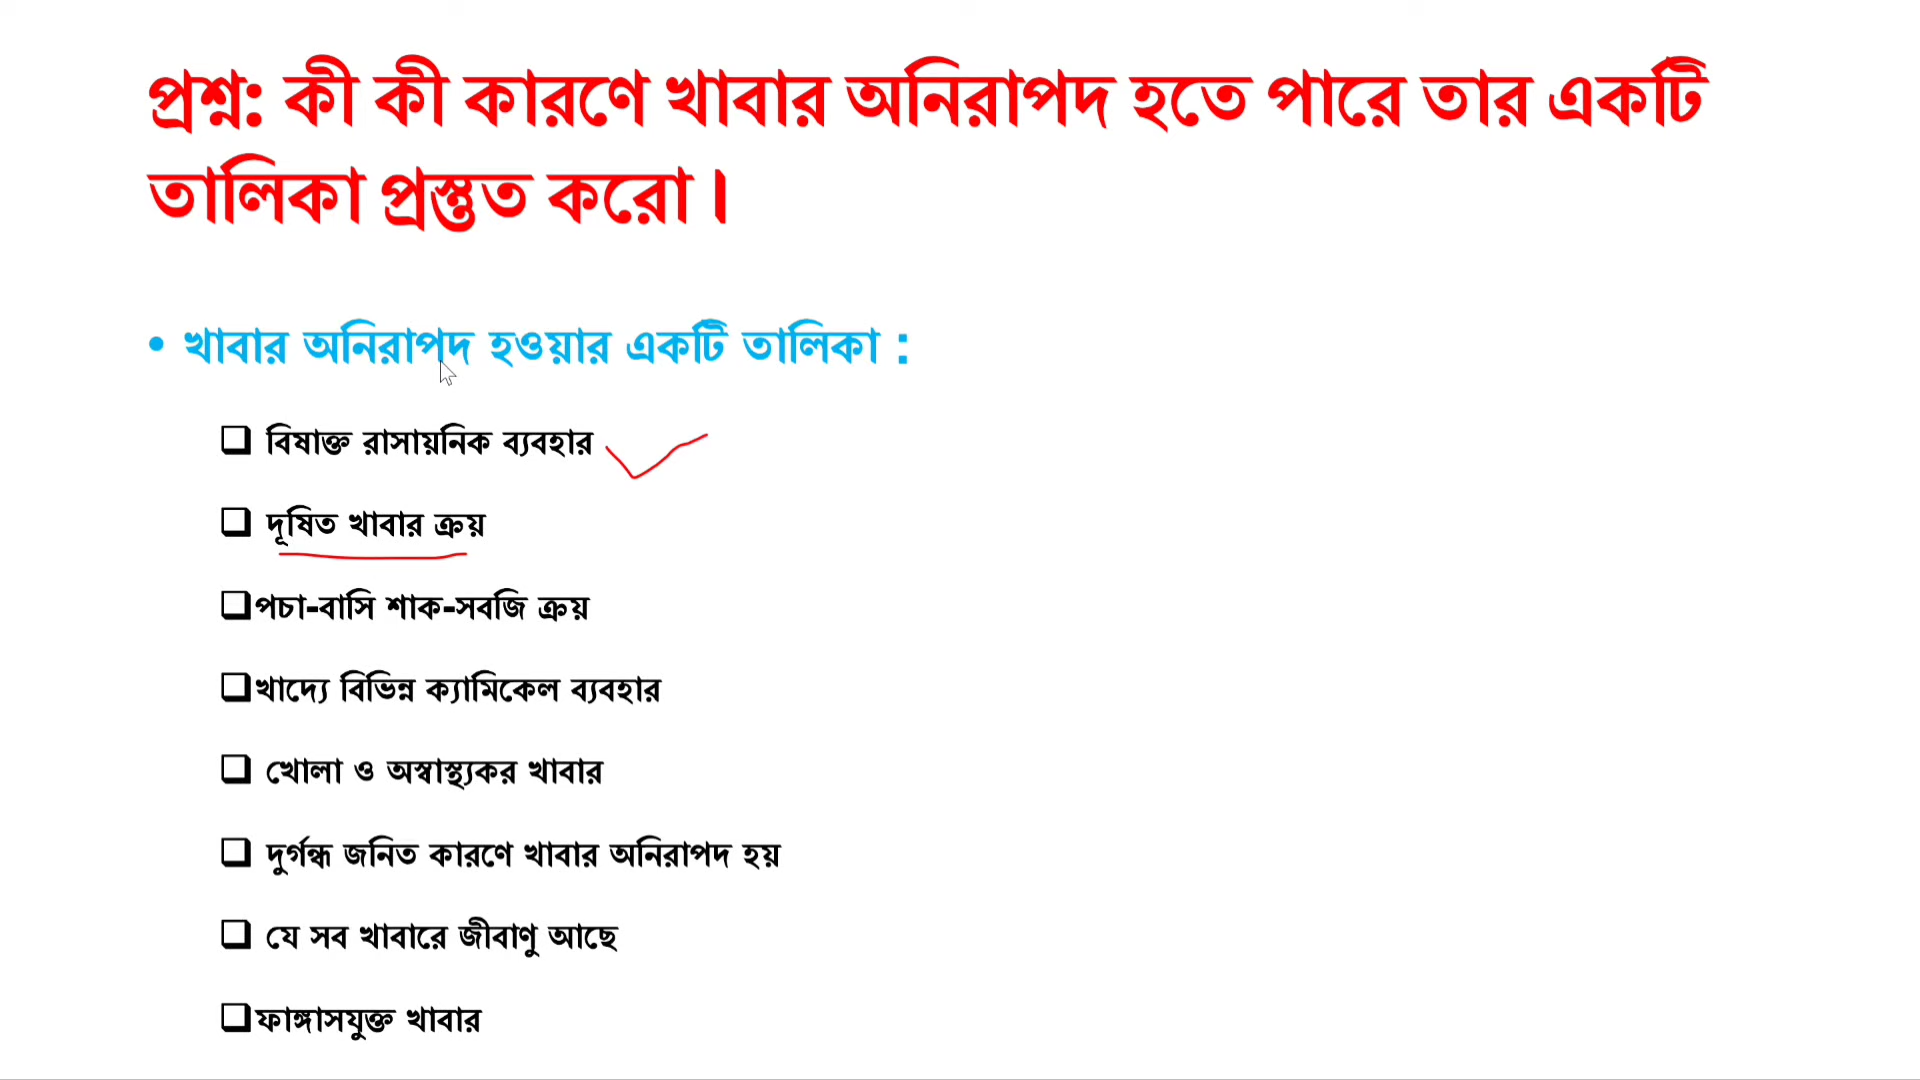 প্রশ্ন: কী কী কারণে খাবার অনিরাপদ হতে পারে তার একটি
তালিকা প্রস্তুত করো।
• খাবার অনিরাপদ হওয়ার একটি তালিকা :
❑ বিষাক্ত রাসায়নিক ব্যবহার
❑ দূষিত খাবার ক্রয়
❑পচা-বাসি শাক-সবজি ক্রয়
❑খাদ্যে বিভিন্ন ক্যামিকেল ব্যবহার
❑ খোলা ও অস্বাস্থ্যকর খাবার
❑ দুর্গন্ধ জনিত কারণে খাবার অনিরাপদ হয়
❑ যে সব খাবারে জীবাণু আছে
❑ফাঙ্গাসযুক্ত খাবার